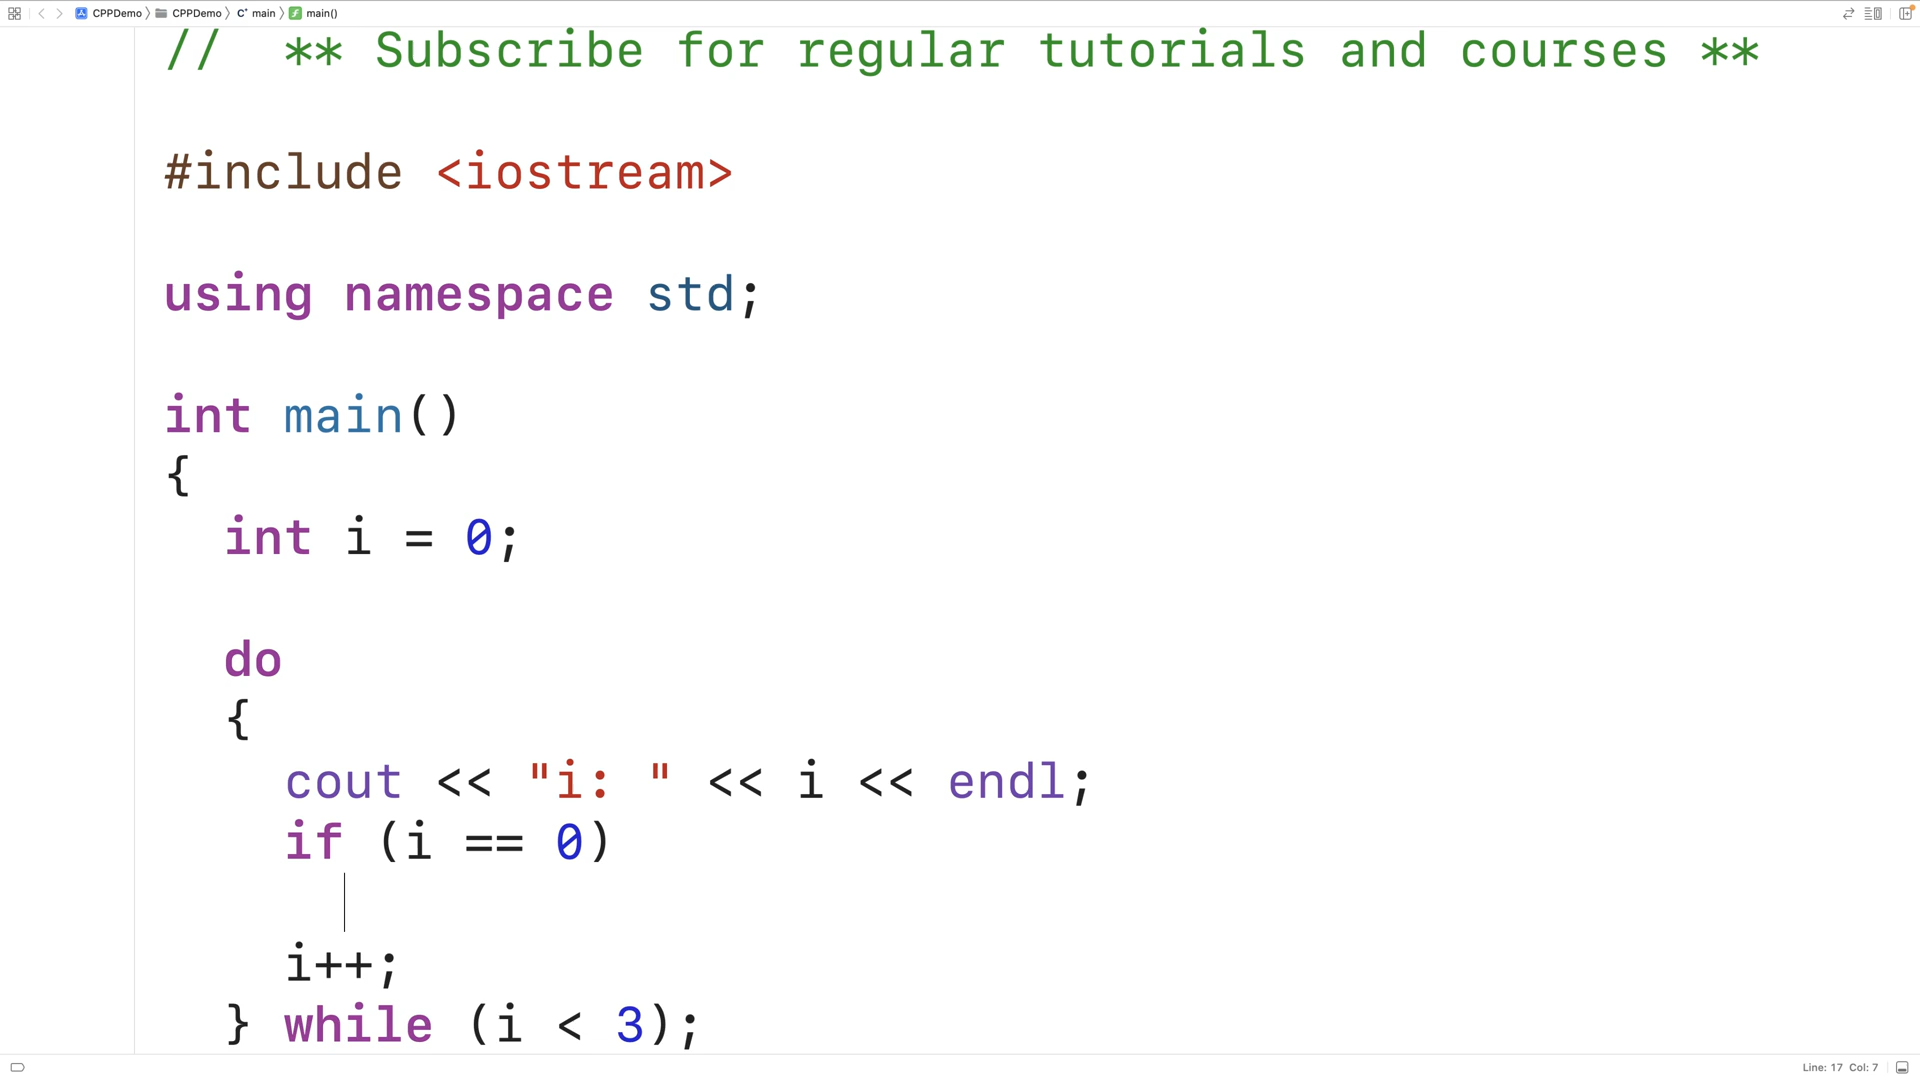 CPPDemo CPPDemo C+ main f main()
// ** Subscribe for regular tutorials and courses **
#include <iostream>
using namespace std;
int main()
{
int i = 0;
do
{
cout << "i: " << i << endl;
if (i == 0)
i++;
} while (i < 3);
Line: 17 Col: 7